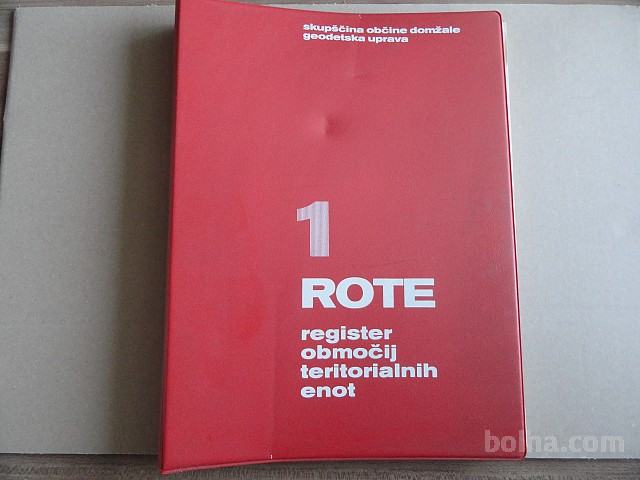 skupščina občine domžale
geodetska uprava
1
ROTE
register
območij
teritorialnih
enot
bolha.com